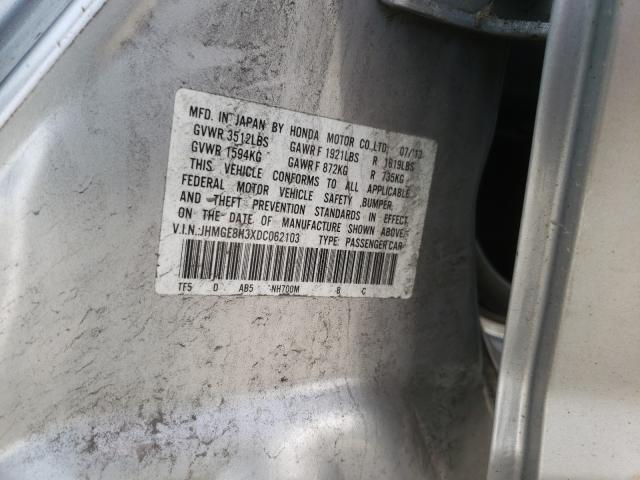 MFD. IN JAPAN BY HONDA MOTOR CO.,LTD. 07/13
GVWR 3512LBS GAWR F 1921LBS R 1619LBS
GVWR 1594KG GAWR F 872KG R 735KG
THIS VEHICLE CONFORMS TO ALL APPLICABLE
FEDERAL MOTOR VEHICLE SAFETY, BUMPER,
AND THEFT PREVENTION STANDARDS IN EFFECT
ON THE DATE OF MANUFACTURE SHOWN ABOVE.
V.I.N.:JHMGE8H3XDC062103 TYPE: PASSENGER CAR
TF5 0 AB5 NH700M B C